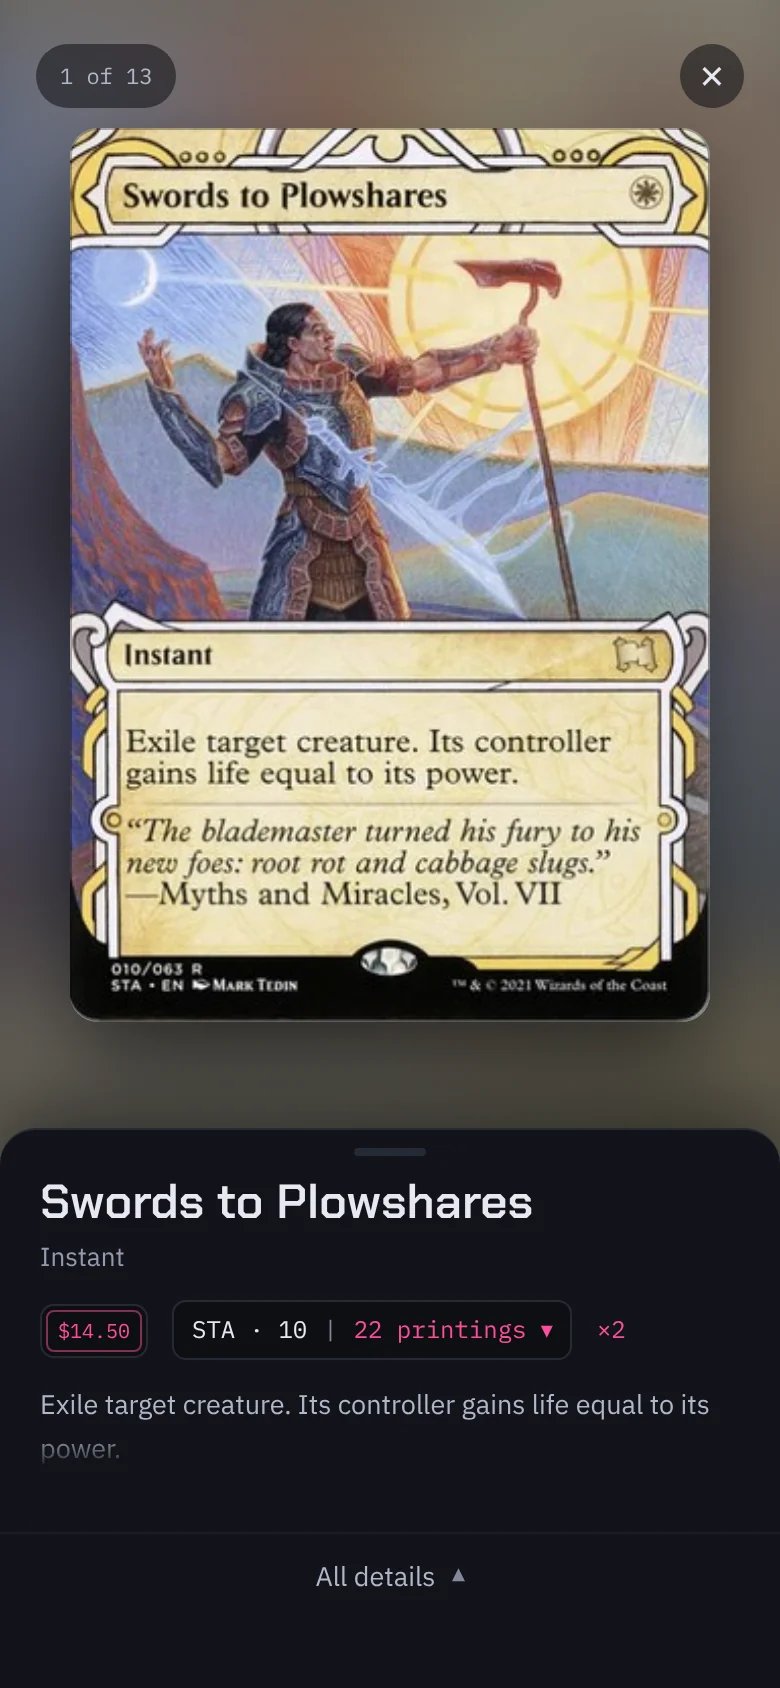 1 of 13
Swords to Plowshares
Instant
Exile target creature. Its controller
gains life equal to its power.
“The blademaster turned his fury to his
new foes: root rot and cabbage slugs.”
—Myths and Miracles, Vol. VII
010/063 R
STA • EN Mark Tedin
™ & © 2021 Wizards of the Coast
Swords to Plowshares
Instant
$14.50
STA · 10 | 22 printings ▼ ×2
Exile target creature. Its controller gains life equal to its
power.
All details ▲